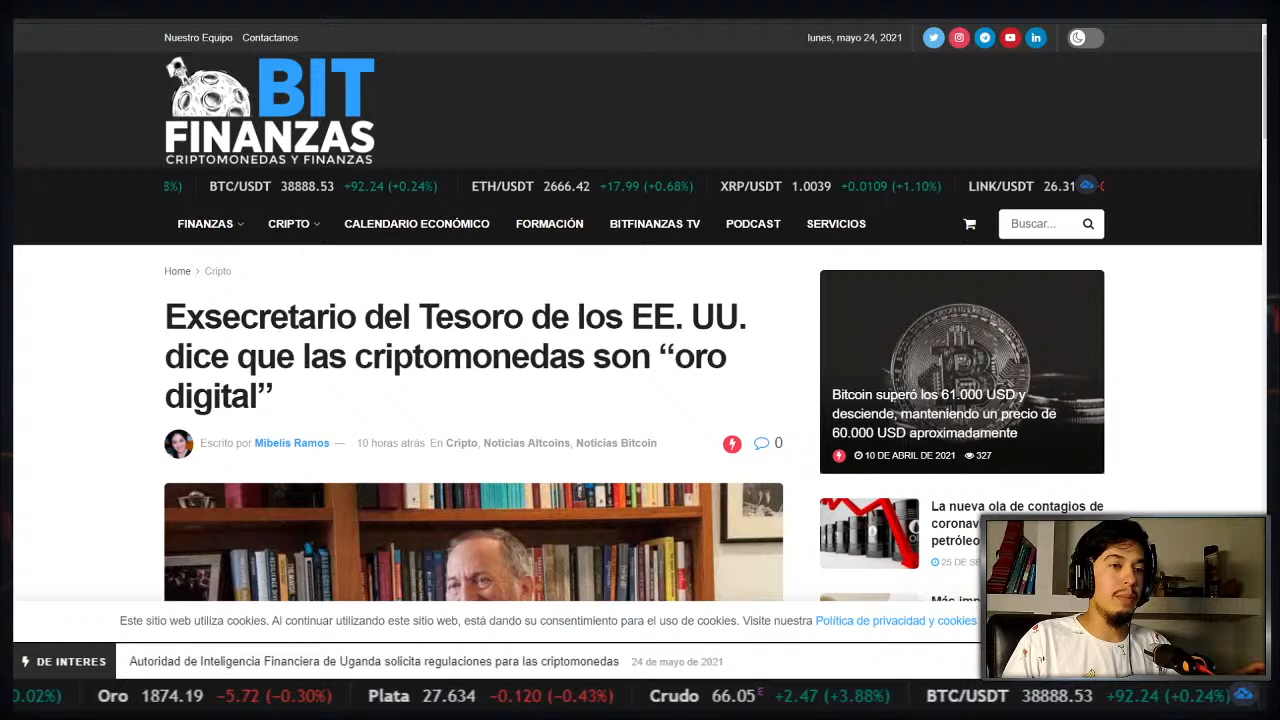 Nuestro Equipo Contactanos
lunes, mayo 24, 2021
BIT
FINANZAS
CRIPTOMONEDAS Y FINANZAS
8%) BTC/USDT 38888.53 +92.24 (+0.24%) ETH/USDT 2666.42 +17.99 (+0.68%) XRP/USDT 1.0039 +0.0109 (+1.10%) LINK/USDT 26.31
FINANZAS CRIPTO CALENDARIO ECONÓMICO FORMACIÓN BITFINANZAS TV PODCAST SERVICIOS Buscar...
Home > Cripto
Exsecretario del Tesoro de los EE. UU.
dice que las criptomonedas son “oro
digital”
Escrito por Mibelis Ramos — 10 horas atrás En Cripto, Noticias Altcoins, Noticias Bitcoin 0
Bitcoin superó los 61.000 USD y
desciende, manteniendo un precio de
60.000 USD aproximadamente
10 DE ABRIL DE 2021 327
La nueva ola de contagios de
coronav
petróleo
25 DE SE
Este sitio web utiliza cookies. Al continuar utilizando este sitio web, está dando su consentimiento para el uso de cookies. Visite nuestra Política de privacidad y cookies
DE INTERES Autoridad de Inteligencia Financiera de Uganda solicita regulaciones para las criptomonedas 24 de mayo de 2021
0.02%) Oro 1874.19 −5.72 (−0.30%) Plata 27.634 −0.120 (−0.43%) Crudo 66.05 E +2.47 (+3.88%) BTC/USDT 38888.53 +92.24 (+0.24%)